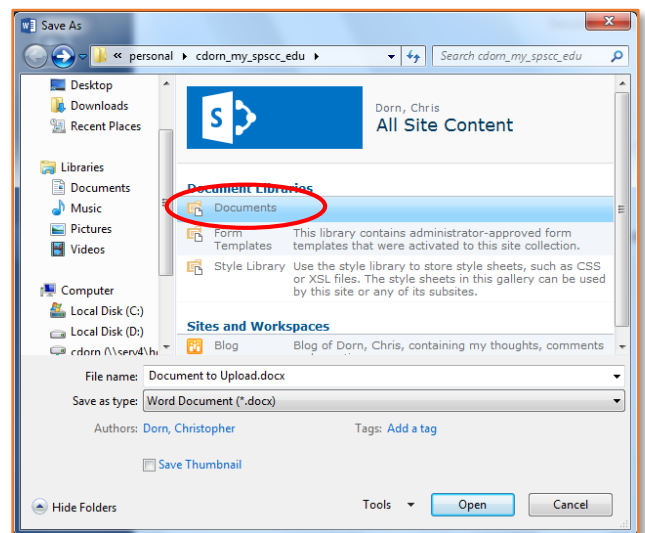 Save As
« personal ▸ cdorn_my_spscc_edu ▸
Search cdorn_my_spscc_edu
Desktop
Downloads
Recent Places
Libraries
Documents
Music
Pictures
Videos
Computer
Local Disk (C:)
Local Disk (D:)
cdorn (\\serv4\
S
Dorn, Chris
All Site Content
Document Libraries
Documents
Form Templates
This library contains administrator-approved form
templates that were activated to this site collection.
Style Library
Use the style library to store style sheets, such as CSS
or XSL files. The style sheets in this gallery can be used
by this site or any of its subsites.
Sites and Workspaces
Blog
Blog of Dorn, Chris, containing my thoughts, comments
File name: Document to Upload.docx
Save as type: Word Document (*.docx)
Authors: Dorn, Christopher
Tags: Add a tag
Save Thumbnail
Hide Folders
Tools
Open
Cancel